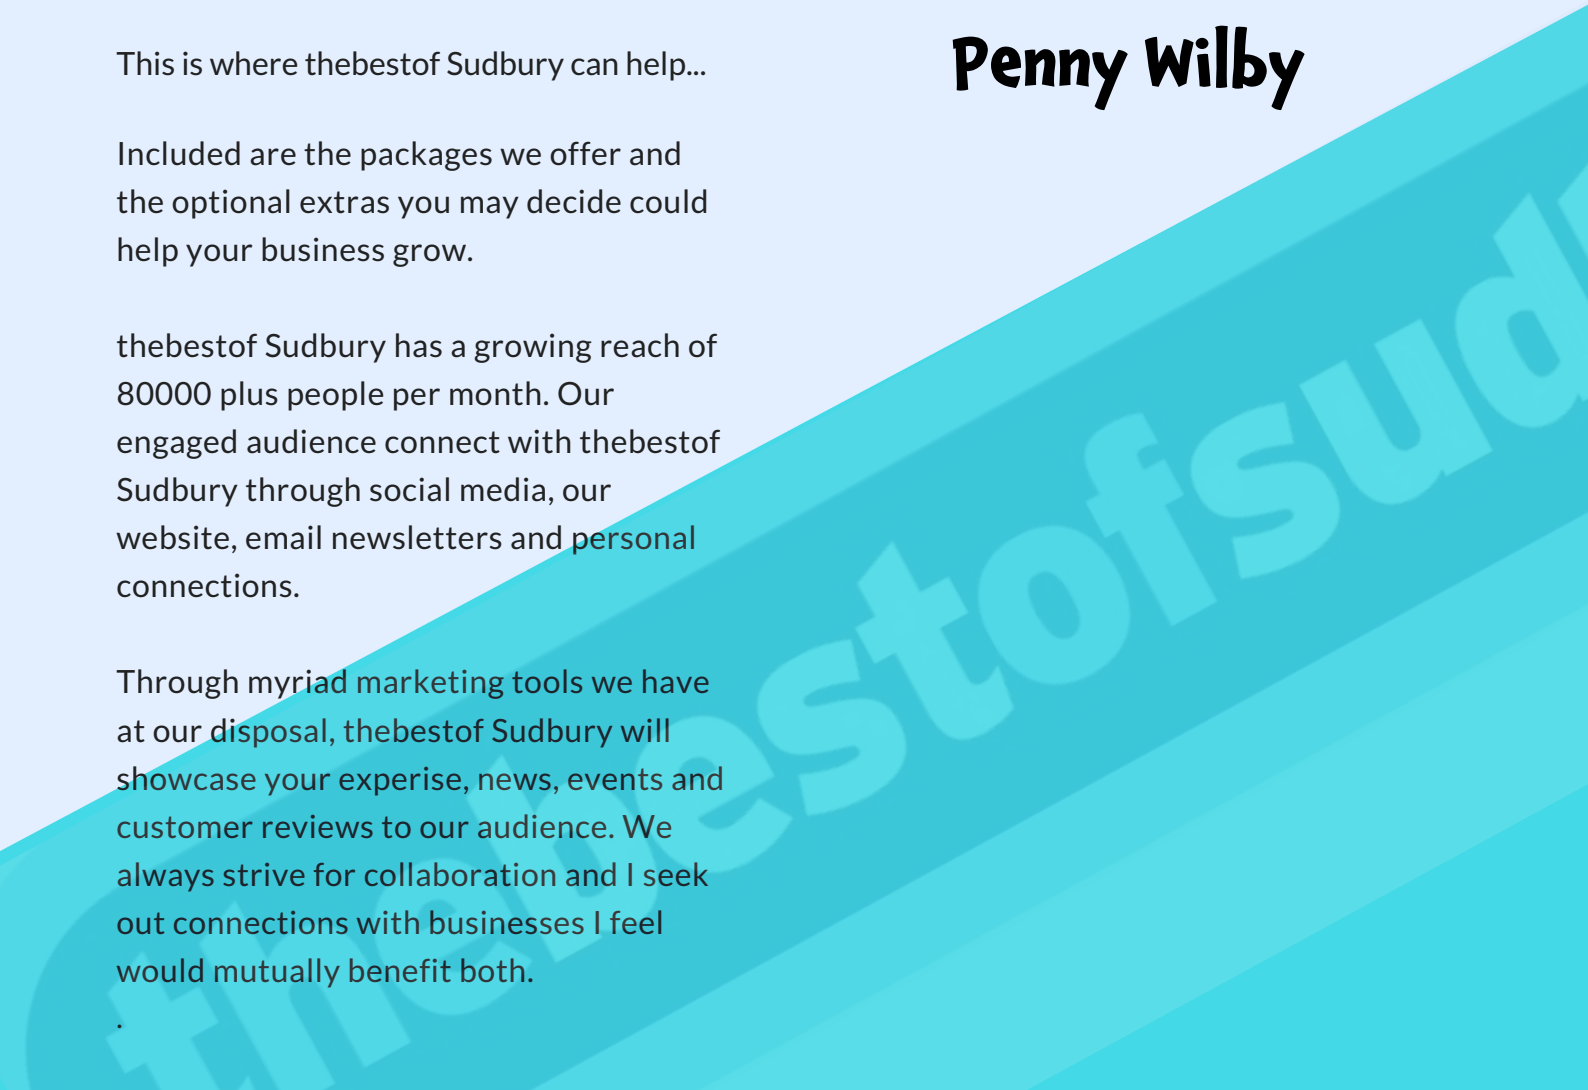 This is where thebestof Sudbury can help...
Penny Wilby
Included are the packages we offer and
the optional extras you may decide could
help your business grow.
thebestof Sudbury has a growing reach of
80000 plus people per month. Our
engaged audience connect with thebestof
Sudbury through social media, our
website, email newsletters and personal
connections.
Through myriad marketing tools we have
at our disposal, thebestof Sudbury will
showcase your experise, news, events and
customer reviews to our audience. We
always strive for collaboration and I seek
out connections with businesses I feel
would mutually benefit both.
.
thebestofsud